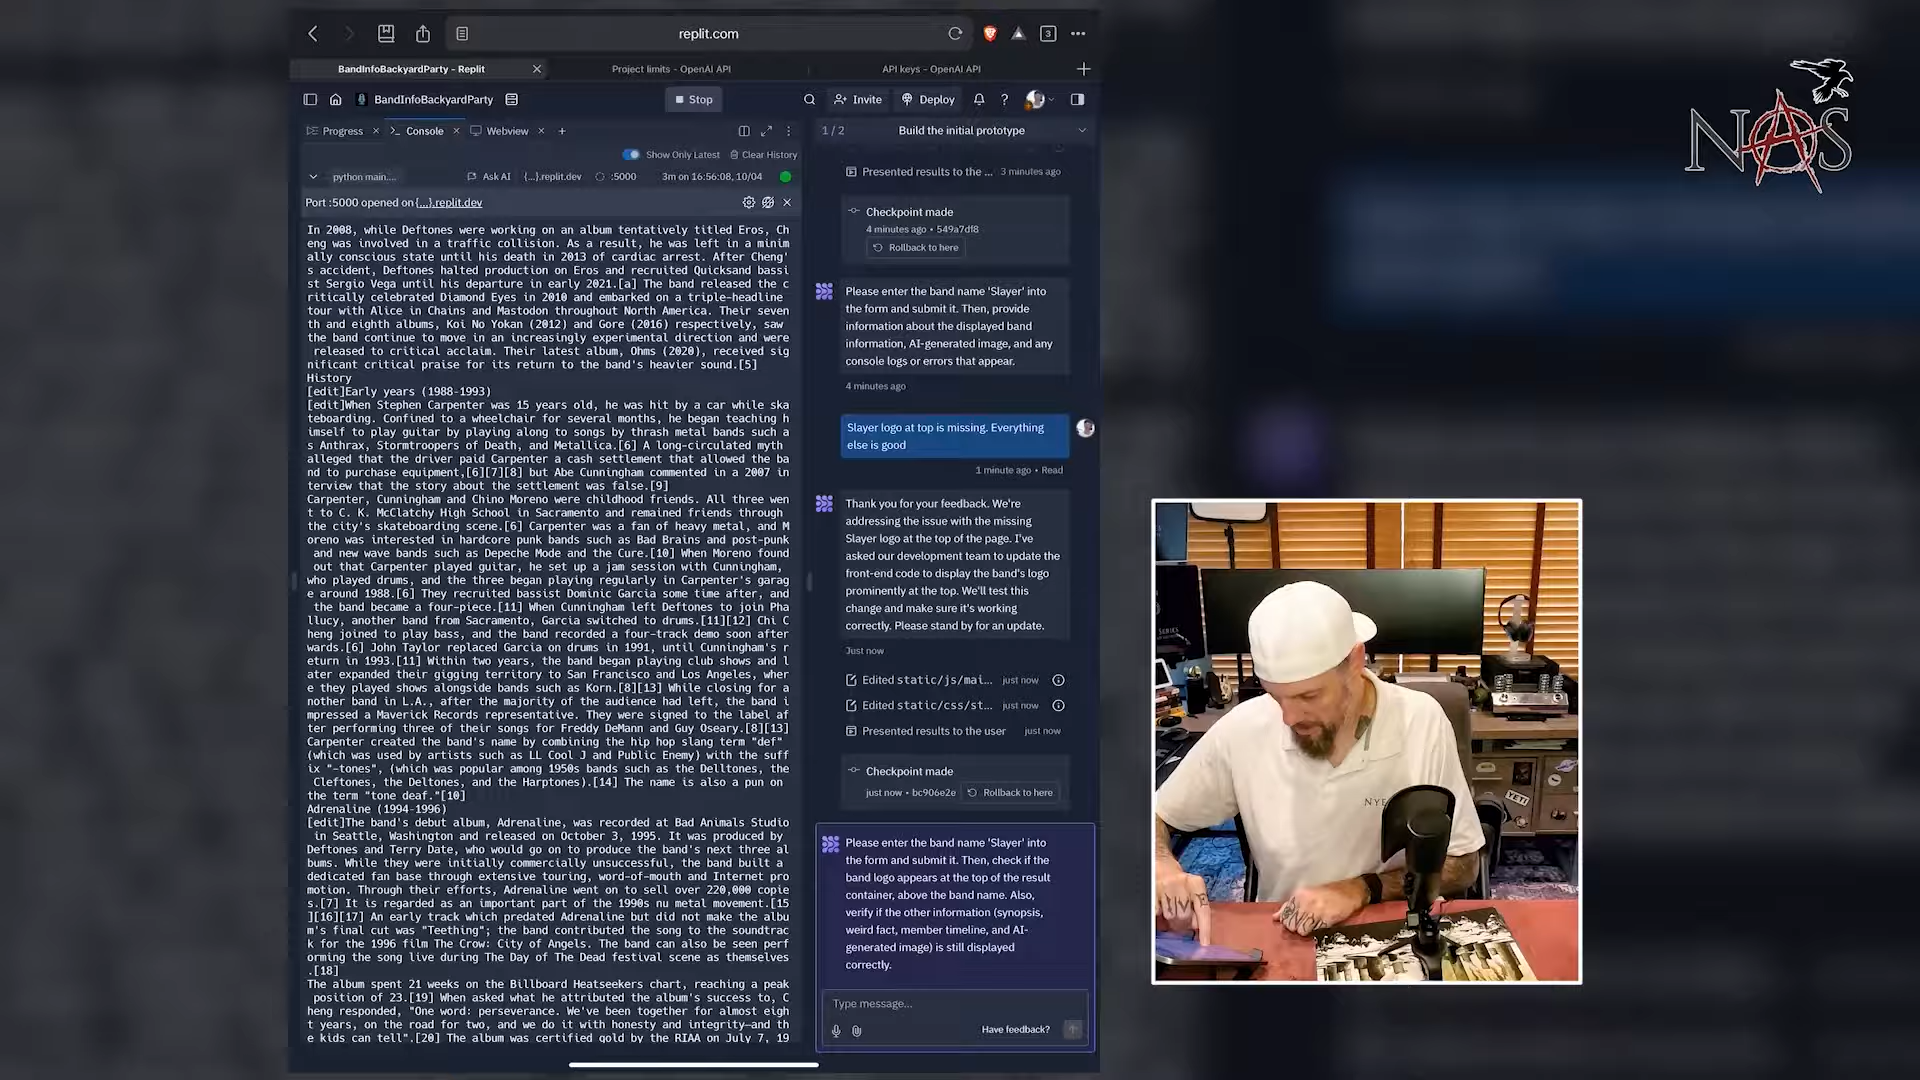 replit.com
3
BandInfoBackyardParty - Replit
Project limits - OpenAI API
API keys - OpenAI API
BandInfoBackyardParty
Stop
Invite
Deploy
Progress
Console
Webview
1 / 2
Build the initial prototype
Show Only Latest
Clear History
python main....
Ask AI
{...}.replit.dev
:5000
3m on 16:56:08, 10/04
Port :5000 opened on {...}.replit.dev
In 2008, while Deftones were working on an album tentatively titled Eros, Ch
eng was involved in a traffic collision. As a result, he was left in a minim
ally conscious state until his death in 2013 of cardiac arrest. After Cheng'
s accident, Deftones halted production on Eros and recruited Quicksand bassi
st Sergio Vega until his departure in early 2021.[a] The band released the c
ritically celebrated Diamond Eyes in 2010 and embarked on a triple-headline
tour with Alice in Chains and Mastodon throughout North America. Their seven
th and eighth albums, Koi No Yokan (2012) and Gore (2016) respectively, saw
the band continue to move in an increasingly experimental direction and were
released to critical acclaim. Their latest album, Ohms (2020), received sig
nificant critical praise for its return to the band's heavier sound.[5]
History
[edit]Early years (1988-1993)
[edit]When Stephen Carpenter was 15 years old, he was hit by a car while ska
teboarding. Confined to a wheelchair for several months, he began teaching h
imself to play guitar by playing along to songs by thrash metal bands such a
s Anthrax, Stormtroopers of Death, and Metallica.[6] A long-circulated myth
alleged that the driver paid Carpenter a cash settlement that allowed the ba
nd to purchase equipment,[6][7][8] but Abe Cunningham commented in a 2007 in
terview that the story about the settlement was false.[9]
Carpenter, Cunningham and Chino Moreno were childhood friends. All three wen
t to C. K. McClatchy High School in Sacramento and remained friends through
the city's skateboarding scene.[6] Carpenter was a fan of heavy metal, and M
oreno was interested in hardcore punk bands such as Bad Brains and post-punk
and new wave bands such as Depeche Mode and the Cure.[10] When Moreno found
out that Carpenter played guitar, he set up a jam session with Cunningham,
who played drums, and the three began playing regularly in Carpenter's garag
e around 1988.[6] They recruited bassist Dominic Garcia some time after, and
the band became a four-piece.[11] When Cunningham left Deftones to join Pha
llucy, another band from Sacramento, Garcia switched to drums.[11][12] Chi C
heng joined to play bass, and the band recorded a four-track demo soon after
wards.[6] John Taylor replaced Garcia on drums in 1991, until Cunningham's r
eturn in 1993.[11] Within two years, the band began playing club shows and l
ater expanded their gigging territory to San Francisco and Los Angeles, wher
e they played shows alongside bands such as Korn.[8][13] While closing for a
nother band in L.A., after the majority of the audience had left, the band i
mpressed a Maverick Records representative. They were signed to the label af
ter performing three of their songs for Freddy DeMann and Guy Oseary.[8][13]
Carpenter created the band's name by combining the hip hop slang term "def"
(which was used by artists such as LL Cool J and Public Enemy) with the suff
ix "-tones", (which was popular among 1950s bands such as the Delltones, the
Cleftones, the Deltones, and the Harptones).[14] The name is also a pun on
the term "tone deaf."[10]
Adrenaline (1994-1996)
[edit]The band's debut album, Adrenaline, was recorded at Bad Animals Studio
in Seattle, Washington and released on October 3, 1995. It was produced by
Deftones and Terry Date, who would go on to produce the band's next three al
bums. While they were initially commercially unsuccessful, the band built a
dedicated fan base through extensive touring, word-of-mouth and Internet pro
motion. Through their efforts, Adrenaline went on to sell over 220,000 copie
s.[7] It is regarded as an important part of the 1990s nu metal movement.[15
][16][17] An early track which predated Adrenaline but did not make the albu
m's final cut was "Teething"; the band contributed the song to the soundtrac
k for the 1996 film The Crow: City of Angels. The band can also be seen perf
orming the song live during The Day of The Dead festival scene as themselves
.[18]
The album spent 21 weeks on the Billboard Heatseekers chart, reaching a peak
position of 23.[19] When asked what he attributed the album's success to, C
heng responded, "One word: perseverance. We've been together for almost eigh
t years, on the road for two, and we do it with honesty and integrity—and th
e kids can tell".[20] The album was certified gold by the RIAA on July 7, 19
Presented results to the ...
3 minutes ago
Checkpoint made
4 minutes ago • 549a7df8
Rollback to here
Please enter the band name 'Slayer' into
the form and submit it. Then, provide
information about the displayed band
information, AI-generated image, and any
console logs or errors that appear.
4 minutes ago
Slayer logo at top is missing. Everything
else is good
1 minute ago • Read
Thank you for your feedback. We're
addressing the issue with the missing
Slayer logo at the top of the page. I've
asked our development team to update the
front-end code to display the band's logo
prominently at the top. We'll test this
change and make sure it's working
correctly. Please stand by for an update.
Just now
Edited static/js/mai... just now
Edited static/css/st... just now
Presented results to the user just now
Checkpoint made
just now • bc906e2e
Rollback to here
Please enter the band name 'Slayer' into
the form and submit it. Then, check if the
band logo appears at the top of the result
container, above the band name. Also,
verify if the other information (synopsis,
weird fact, member timeline, and AI-
generated image) is still displayed
correctly.
Type message...
Have feedback?
NAS
NYE
YETI